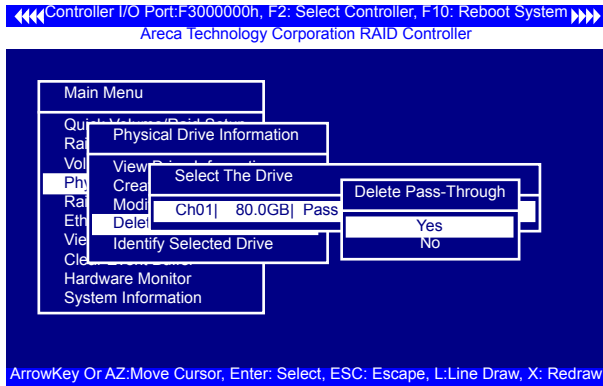 Controller I/O Port:F3000000h, F2: Select Controller, F10: Reboot System
Areca Technology Corporation RAID Controller
Main Menu
Physical Drive Information
Select The Drive
Delete Pass-Through
Ch01| 80.0GB| Pass
Yes
No
Identify Selected Drive
Hardware Monitor
System Information
ArrowKey Or AZ:Move Cursor, Enter: Select, ESC: Escape, L:Line Draw, X: Redraw